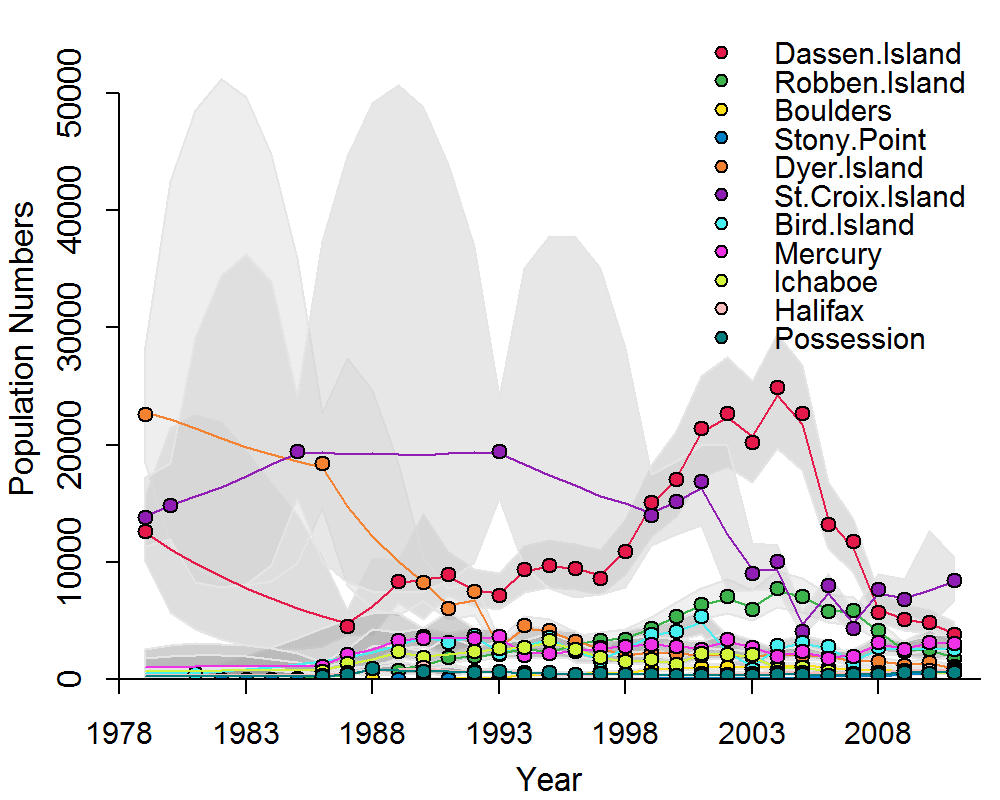 Population Numbers
50000
40000
30000
20000
10000
0
Dassen.Island
Robben.Island
Boulders
Stony.Point
Dyer.Island
St.Croix.Island
Bird.Island
Mercury
Ichaboe
Halifax
Possession
1978 1983 1988 1993 1998 2003 2008
Year